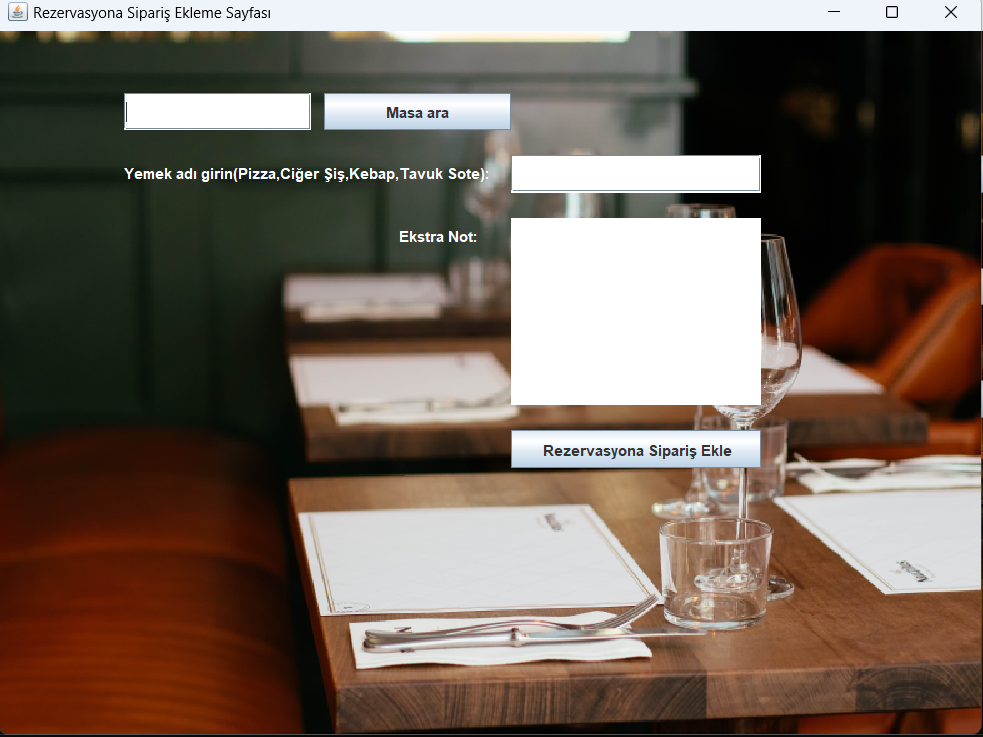 Rezervasyona Sipariş Ekleme Sayfası
Masa ara
Yemek adı girin(Pizza,Ciğer Şiş,Kebap,Tavuk Sote):
Ekstra Not:
Rezervasyona Sipariş Ekle